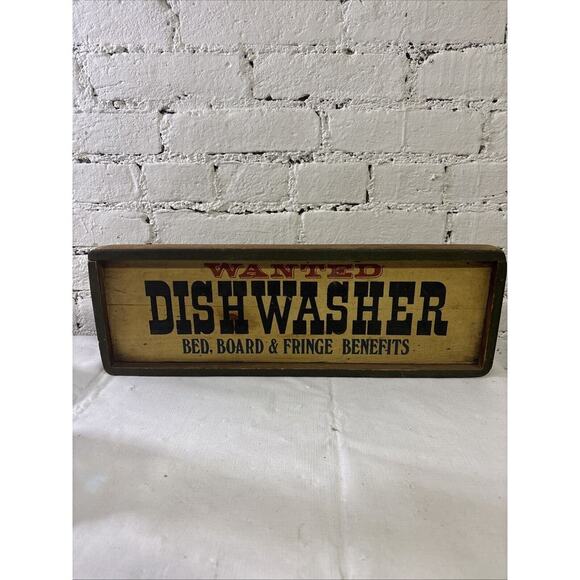 WANTED
DISHWASHER
BED, BOARD & FRINGE BENEFITS